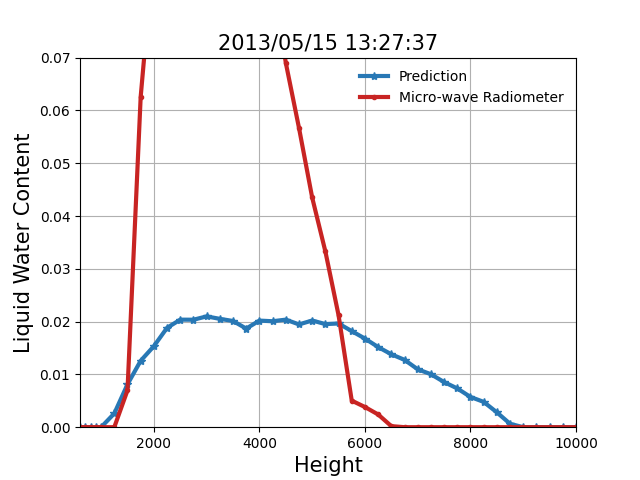 2013/05/15 13:27:37
Prediction
Micro-wave Radiometer
Liquid Water Content
0.07
0.06
0.05
0.04
0.03
0.02
0.01
0.00
2000 4000 6000 8000 10000
Height